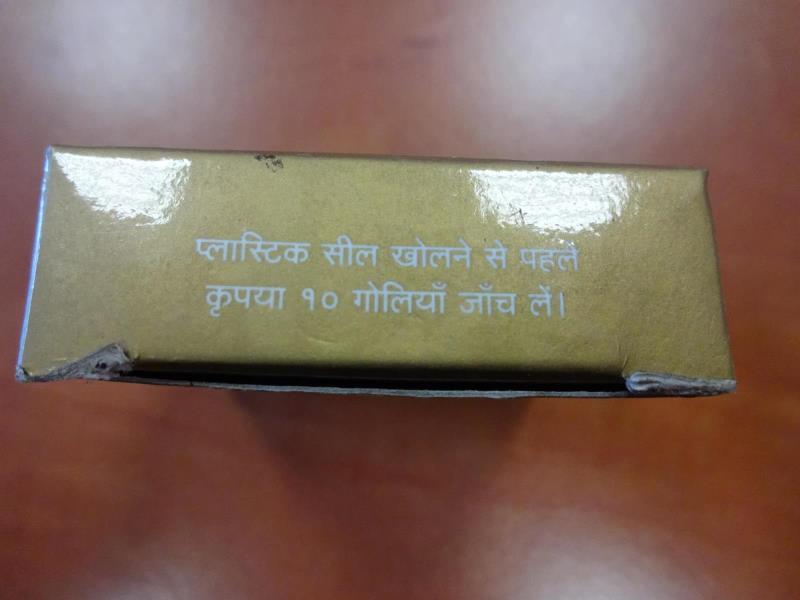 प्लास्टिक सील खोलने से पहले
कृपया १० गोलियाँ जाँच लें।